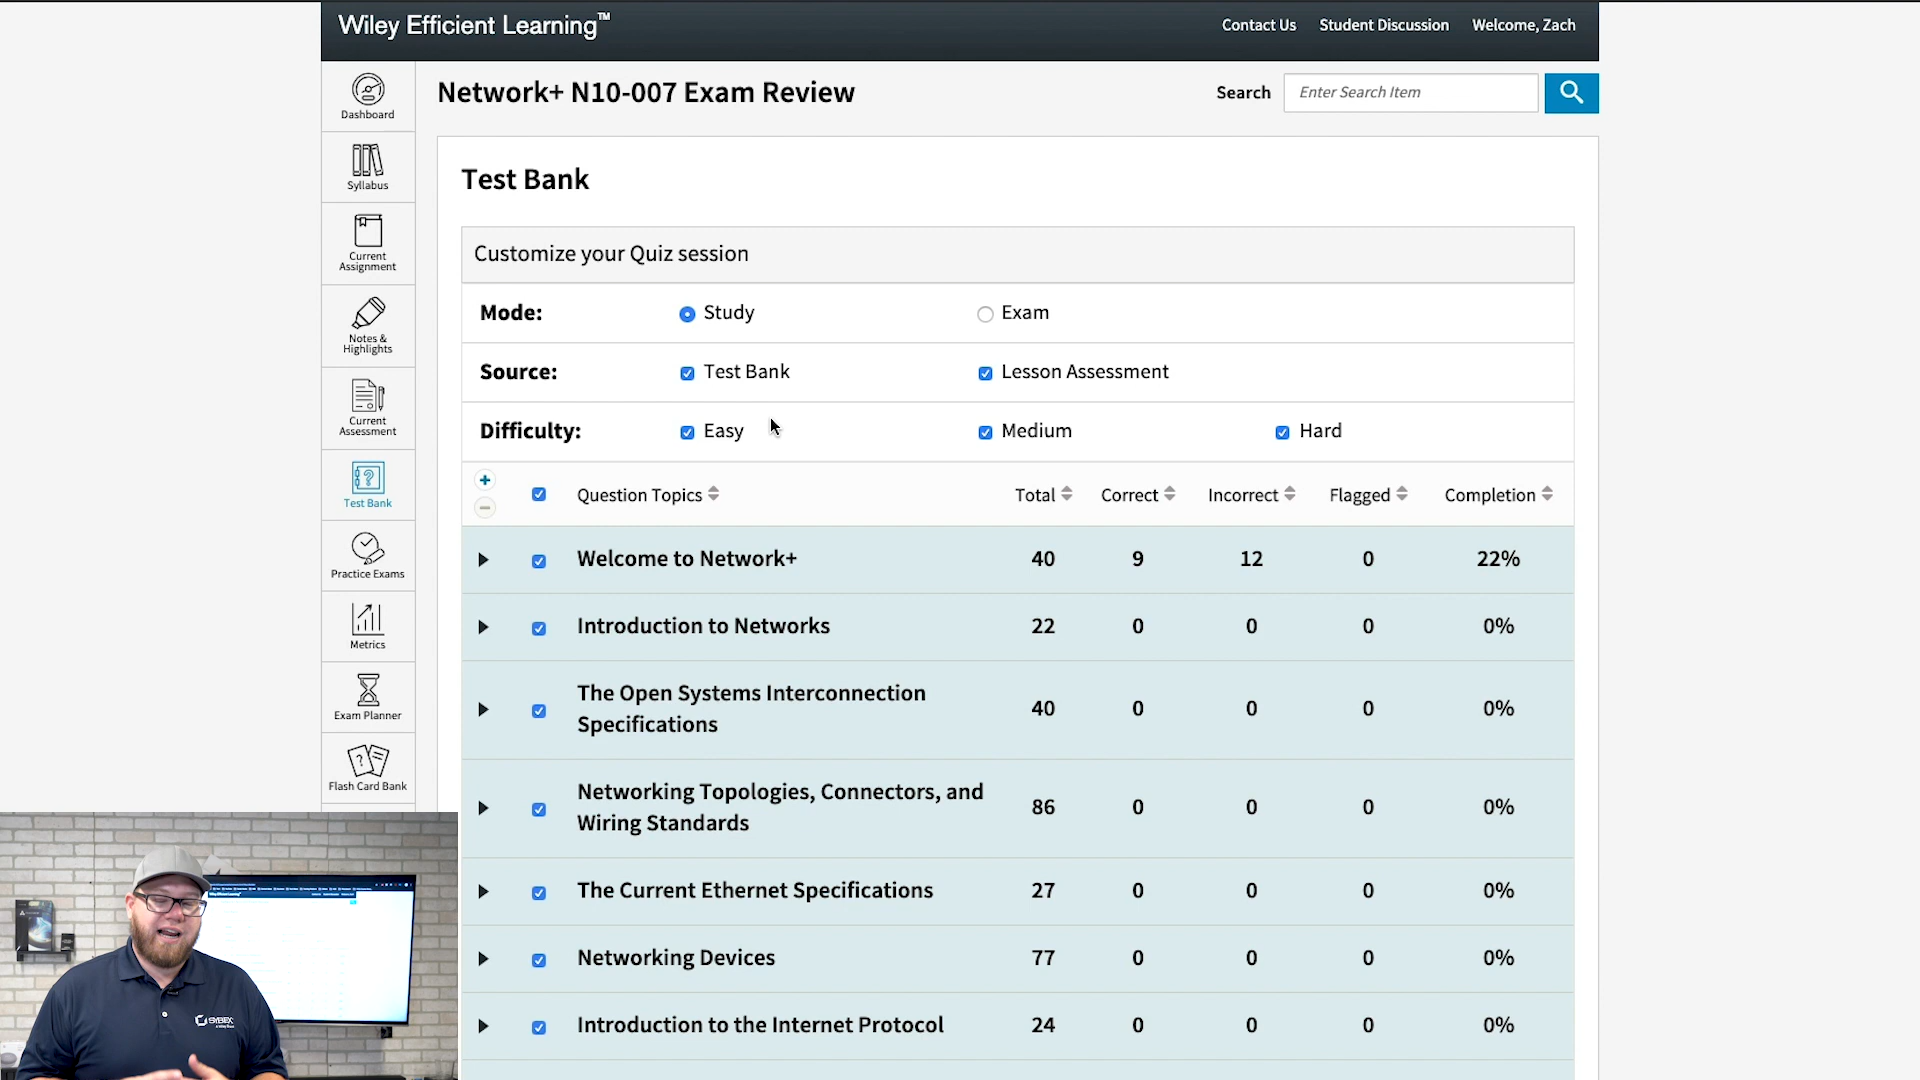 Wiley Efficient Learning™
Contact Us Student Discussion Welcome, Zach
Dashboard
Syllabus
Current
Assignment
Notes &
Highlights
Current
Assessment
Test Bank
Practice Exams
Metrics
Exam Planner
Flash Card Bank
Network+ N10-007 Exam Review
Search Enter Search Item
Test Bank
Customize your Quiz session
Mode: Study Exam
Source: Test Bank Lesson Assessment
Difficulty: Easy Medium Hard
Question Topics Total Correct Incorrect Flagged Completion
Welcome to Network+ 40 9 12 0 22%
Introduction to Networks 22 0 0 0 0%
The Open Systems Interconnection
Specifications 40 0 0 0 0%
Networking Topologies, Connectors, and
Wiring Standards 86 0 0 0 0%
The Current Ethernet Specifications 27 0 0 0 0%
Networking Devices 77 0 0 0 0%
Introduction to the Internet Protocol 24 0 0 0 0%
Wiley Efficient Learning
SYBEX